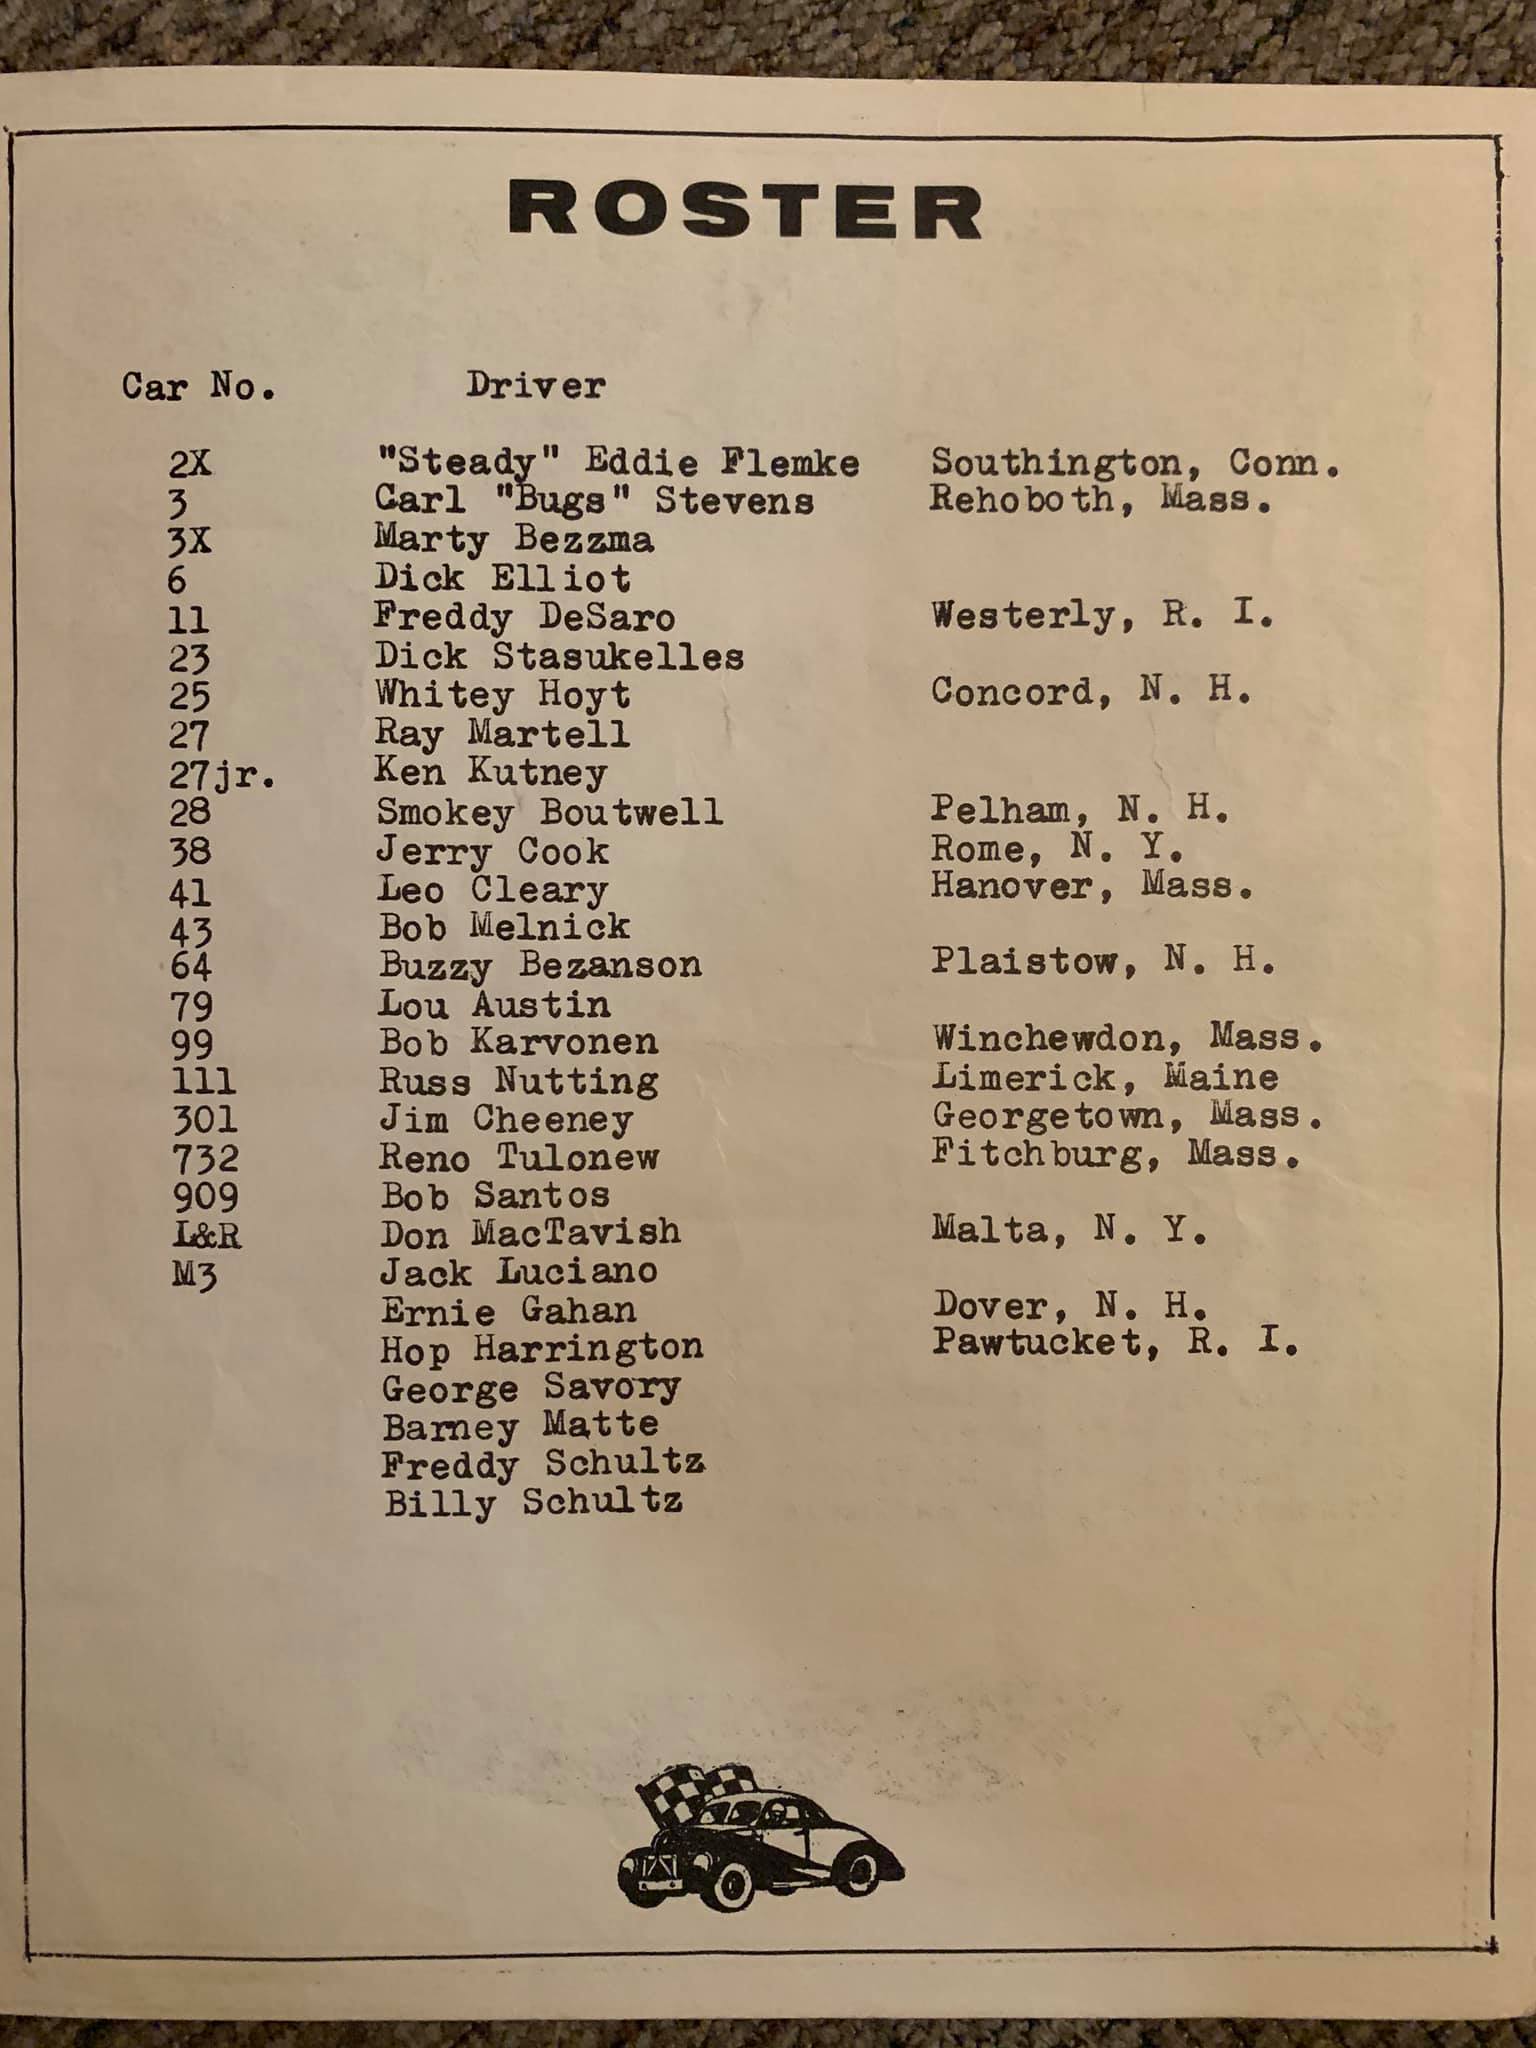 ROSTER
Car No. Driver
2X "Steady" Eddie Flemke Southington, Conn.
3 Carl "Bugs" Stevens Rehoboth, Mass.
3X Marty Bezzma
6 Dick Elliot
11 Freddy DeSaro Westerly, R. I.
23 Dick Stasukelles
25 Whitey Hoyt Concord, N. H.
27 Ray Martell
27jr. Ken Kutney
28 Smokey Boutwell Pelham, N. H.
38 Jerry Cook Rome, N. Y.
41 Leo Cleary Hanover, Mass.
43 Bob Melnick
64 Buzzy Bezanson Plaistow, N. H.
79 Lou Austin
99 Bob Karvonen Winchewdon, Mass.
111 Russ Nutting Limerick, Maine
301 Jim Cheeney Georgetown, Mass.
732 Reno Tulonew Fitchburg, Mass.
909 Bob Santos
L&R Don MacTavish Malta, N. Y.
M3 Jack Luciano
Ernie Gahan Dover, N. H.
Hop Harrington Pawtucket, R. I.
George Savory
Barney Matte
Freddy Schultz
Billy Schultz